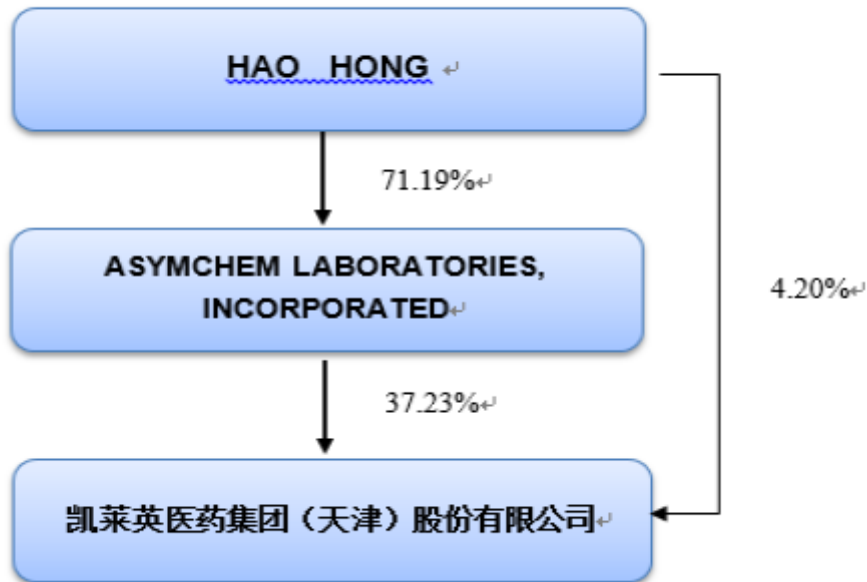 HAO HONG ↵
71.19%↵
ASYMCHEM LABORATORIES,
INCORPORATED↵
4.20%↵
37.23%↵
凯莱英医药集团（天津）股份有限公司↵